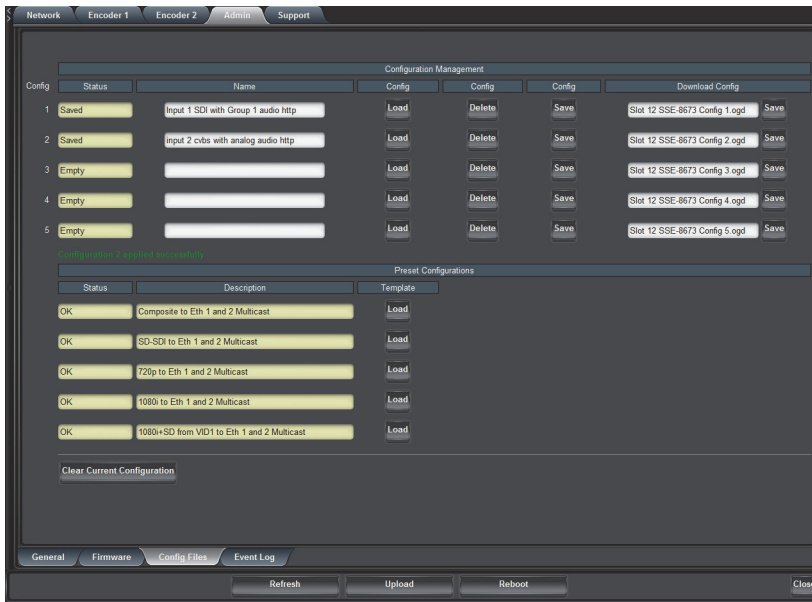 Network Encoder 1 Encoder 2 Admin Support
Configuration Management
Config Status Name Config Config Config Download Config
1 Saved Input 1 SDI with Group 1 audio http Load Delete Save Slot 12 SSE-8673 Config 1.ogd Save
2 Saved input 2 cvbs with analog audio http Load Delete Save Slot 12 SSE-8673 Config 2.ogd Save
3 Empty Load Delete Save Slot 12 SSE-8673 Config 3.ogd Save
4 Empty Load Delete Save Slot 12 SSE-8673 Config 4.ogd Save
5 Empty Load Delete Save Slot 12 SSE-8673 Config 5.ogd Save
Configuration 2 applied successfully
Preset Configurations
Status Description Template
OK Composite to Eth 1 and 2 Multicast Load
OK SD-SDI to Eth 1 and 2 Multicast Load
OK 720p to Eth 1 and 2 Multicast Load
OK 1080i to Eth 1 and 2 Multicast Load
OK 1080i+SD from VID1 to Eth 1 and 2 Multicast Load
Clear Current Configuration
General Firmware Config Files Event Log
Refresh Upload Reboot Close